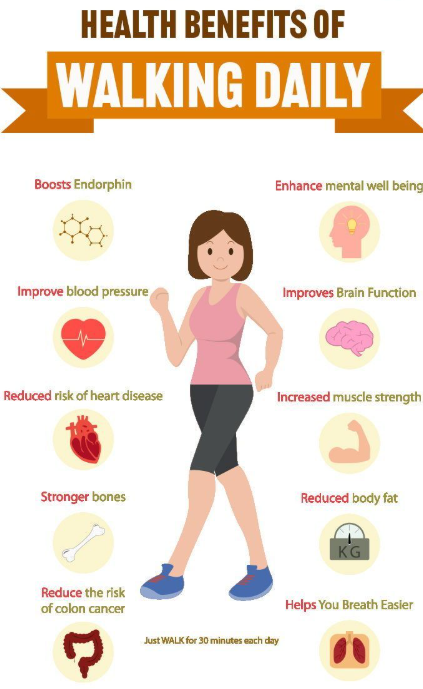 HEALTH BENEFITS OF
WALKING DAILY
Boosts Endorphin
Enhance mental well being
Improve blood pressure
Improves Brain Function
Reduced risk of heart disease
Increased muscle strength
Stronger bones
Reduced body fat
KG
Reduce the risk
of colon cancer
Helps You Breath Easier
Just WALK for 30 minutes each day